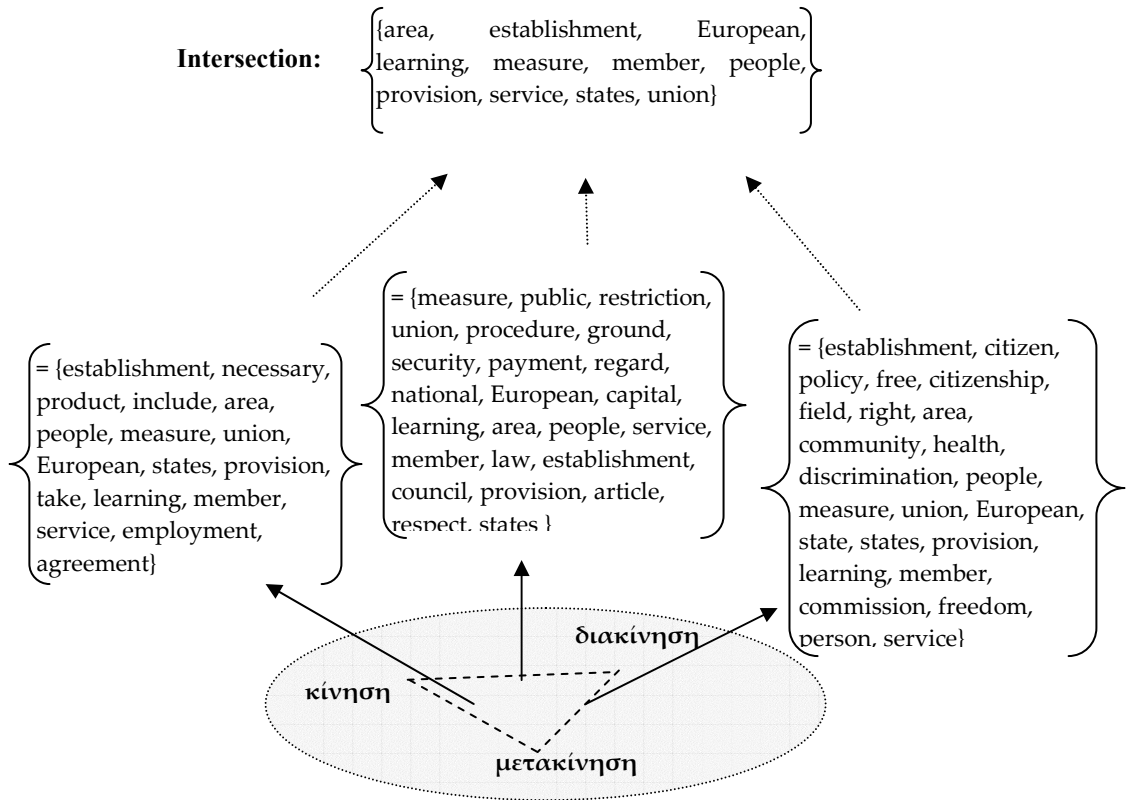 Intersection:
{area, establishment, European,
learning, measure, member, people,
provision, service, states, union}
= {establishment, necessary,
product, include, area,
people, measure, union,
European, states, provision,
take, learning, member,
service, employment,
agreement}
= {measure, public, restriction,
union, procedure, ground,
security, payment, regard,
national, European, capital,
learning, area, people, service,
member, law, establishment,
council, provision, article,
respect, states }
= {establishment, citizen,
policy, free, citizenship,
field, right, area,
community, health,
discrimination, people,
measure, union, European,
state, states, provision,
learning, member,
commission, freedom,
person, service}
διακίνηση
κίνηση
μετακίνηση